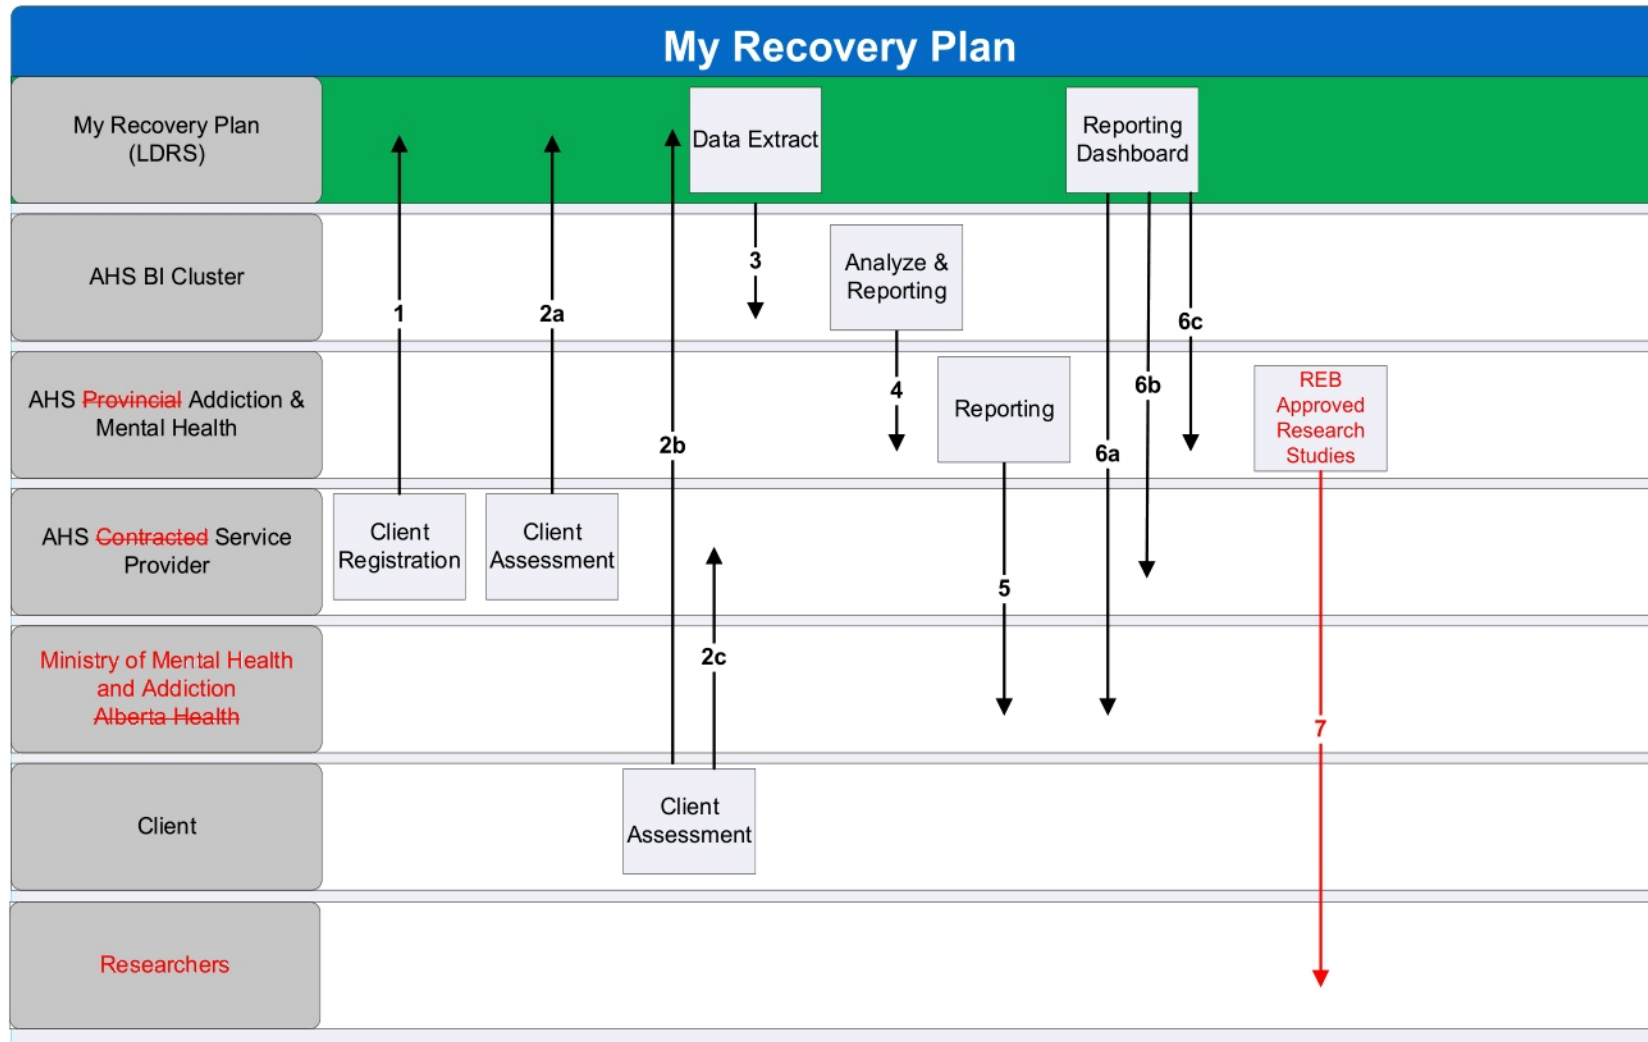 My Recovery Plan
My Recovery Plan
(LDRS)
Data Extract
Reporting
Dashboard
AHS BI Cluster
3
Analyze &
Reporting
1
2a
6c
AHS Provincial Addiction &
Mental Health
2b
4
Reporting
6a
6b
REB
Approved
Research
Studies
AHS Contracted Service
Provider
Client
Registration
Client
Assessment
5
Ministry of Mental Health
and Addiction
Alberta Health
2c
7
Client
Client
Assessment
Researchers